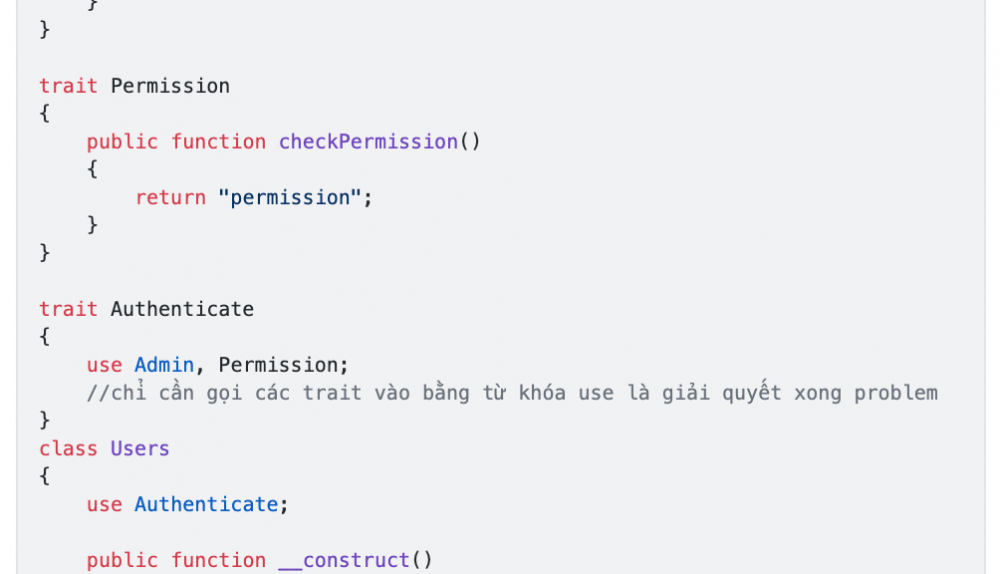 }
}
trait Permission
{
public function checkPermission()
{
return "permission";
}
}
trait Authenticate
{
use Admin, Permission;
//chỉ cần gọi các trait vào bằng từ khóa use là giải quyết xong problem
}
class Users
{
use Authenticate;
public function __construct()